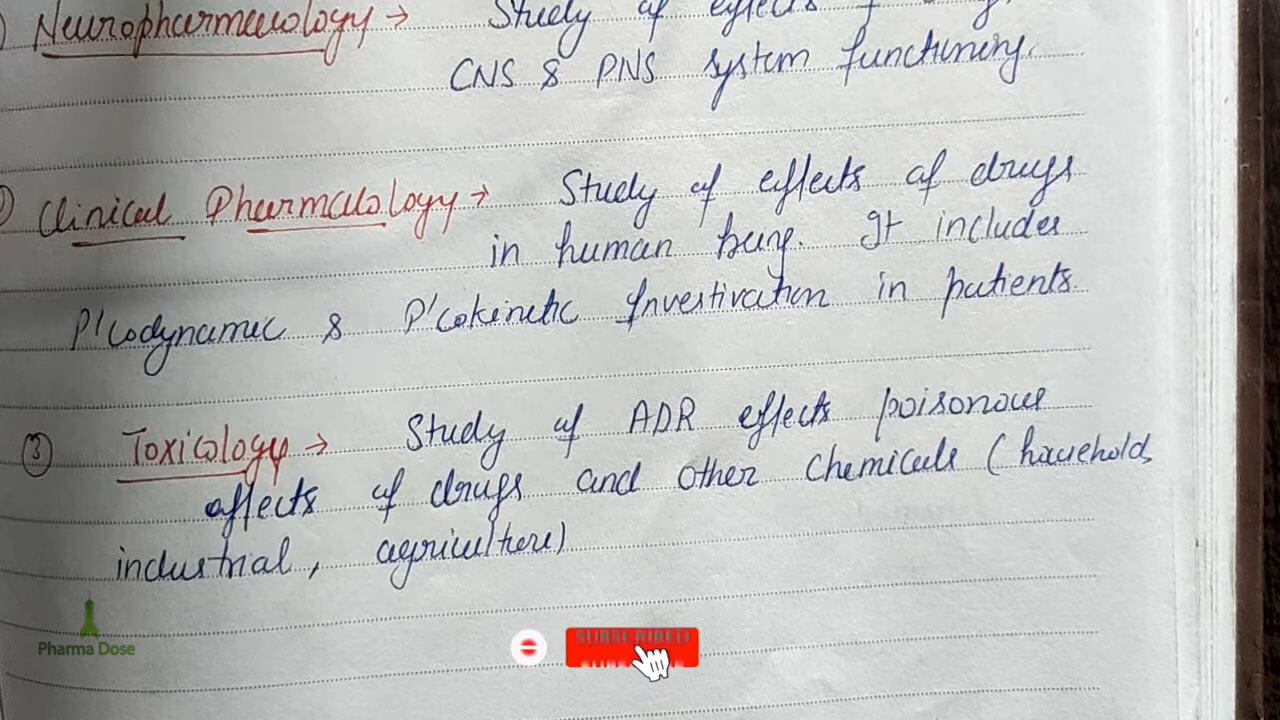 Neuropharmacology → Study of effects
CNS & PNS system functioning.
Clinical Pharmacology → Study of effects of drugs
in human being. It includes
P'codynamic & P'cokinetic Investivation in patients
③ Toxicology → Study of ADR effects poisonous
effects of drugs and other chemicals (household,
industrial, agriculture)
Pharma Dose